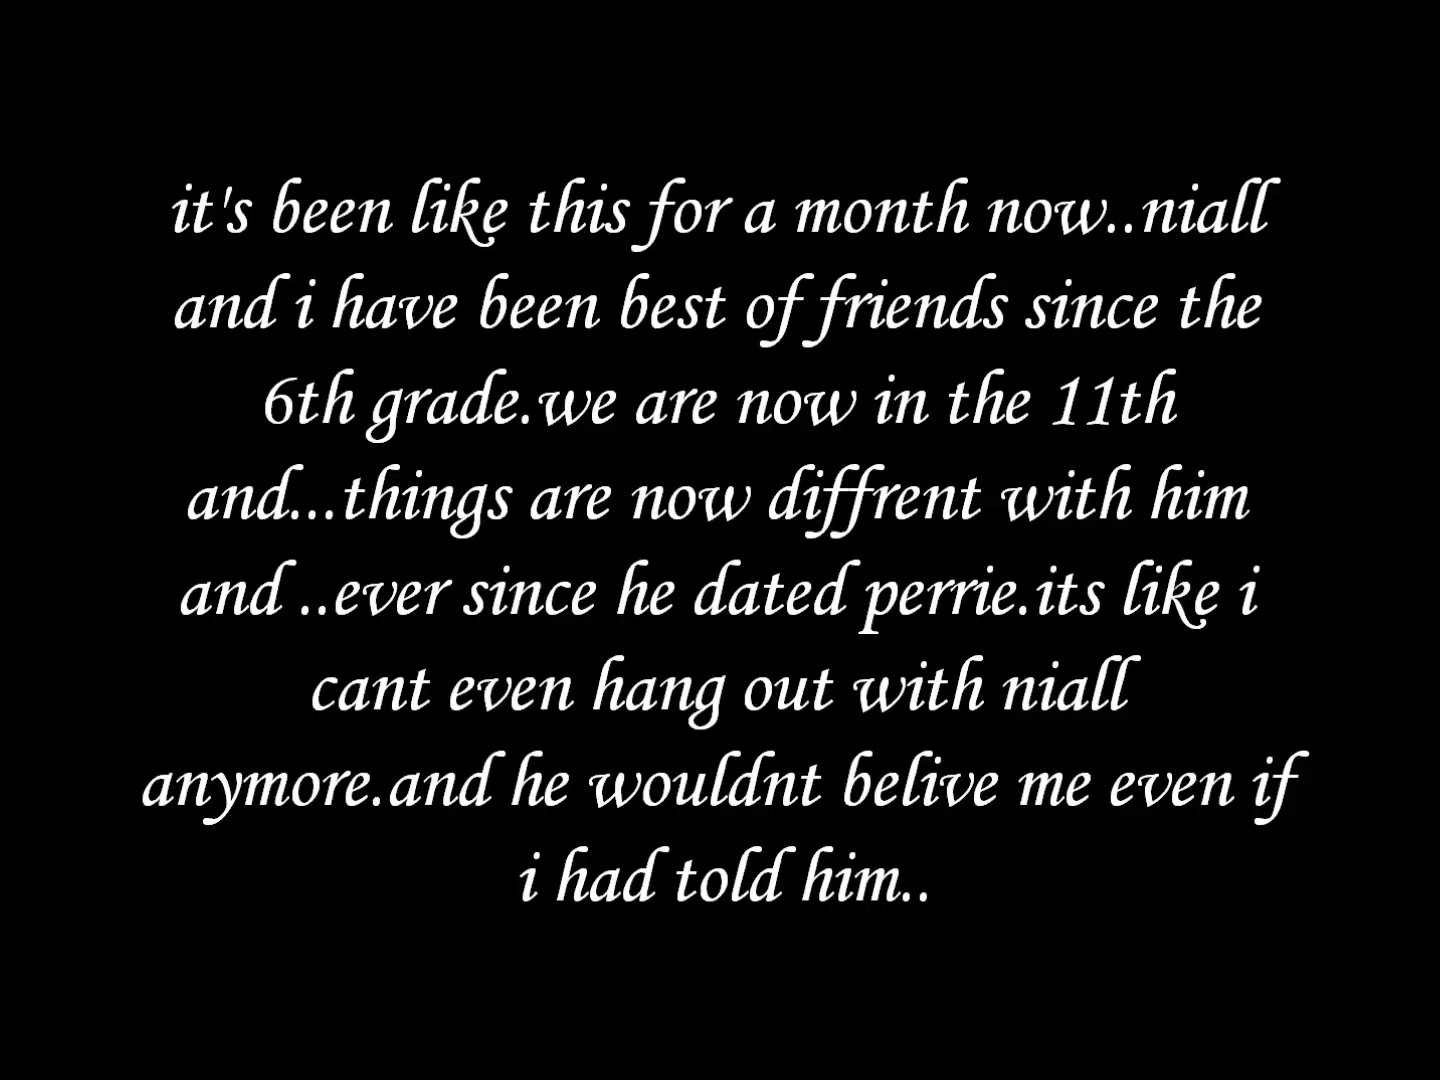 it's been like this for a month now..niall
and i have been best of friends since the
6th grade.we are now in the 11th
and...things are now diffrent with him
and ..ever since he dated perrie.its like i
cant even hang out with niall
anymore.and he wouldnt belive me even if
i had told him..